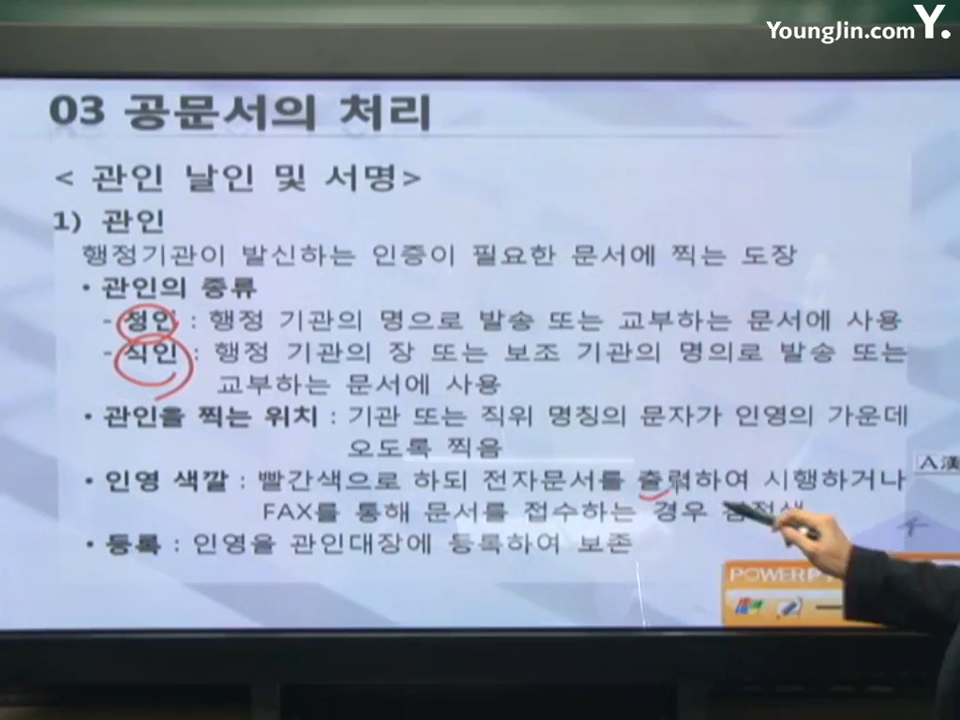 YoungJin.com Y.
03 공문서의 처리
< 관인 날인 및 서명>
1) 관인
행정기관이 발신하는 인증이 필요한 문서에 찍는 도장
• 관인의 종류
- 청인 : 행정 기관의 명으로 발송 또는 교부하는 문서에 사용
- 직인 : 행정 기관의 장 또는 보조 기관의 명의로 발송 또는
교부하는 문서에 사용
• 관인을 찍는 위치 : 기관 또는 직위 명칭의 문자가 인영의 가운데
오도록 찍음
• 인영 색깔 : 빨간색으로 하되 전자문서를 출력하여 시행하거나
FAX를 통해 문서를 접수하는 경우
• 등록 : 인영을 관인대장에 등록하여 보존
A漢